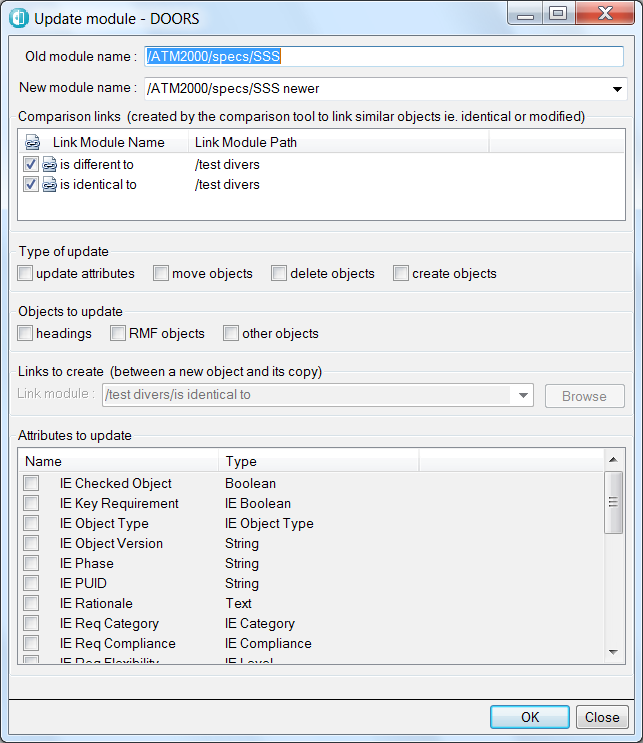 Update module - DOORS
Old module name : /ATM2000/specs/SSS
New module name : /ATM2000/specs/SSS newer
Comparison links (created by the comparison tool to link similar objects ie. identical or modified)
Link Module Name Link Module Path
is different to /test divers
is identical to /test divers
Type of update
update attributes move objects delete objects create objects
Objects to update
headings RMF objects other objects
Links to create (between a new object and its copy)
Link module : /test divers/is identical to Browse
Attributes to update
Name Type
IE Checked Object Boolean
IE Key Requirement IE Boolean
IE Object Type IE Object Type
IE Object Version String
IE Phase String
IE PUID String
IE Rationale Text
IE Req Category IE Category
IE Req Compliance IE Compliance
IE Req Flexibility IE Level
OK Close